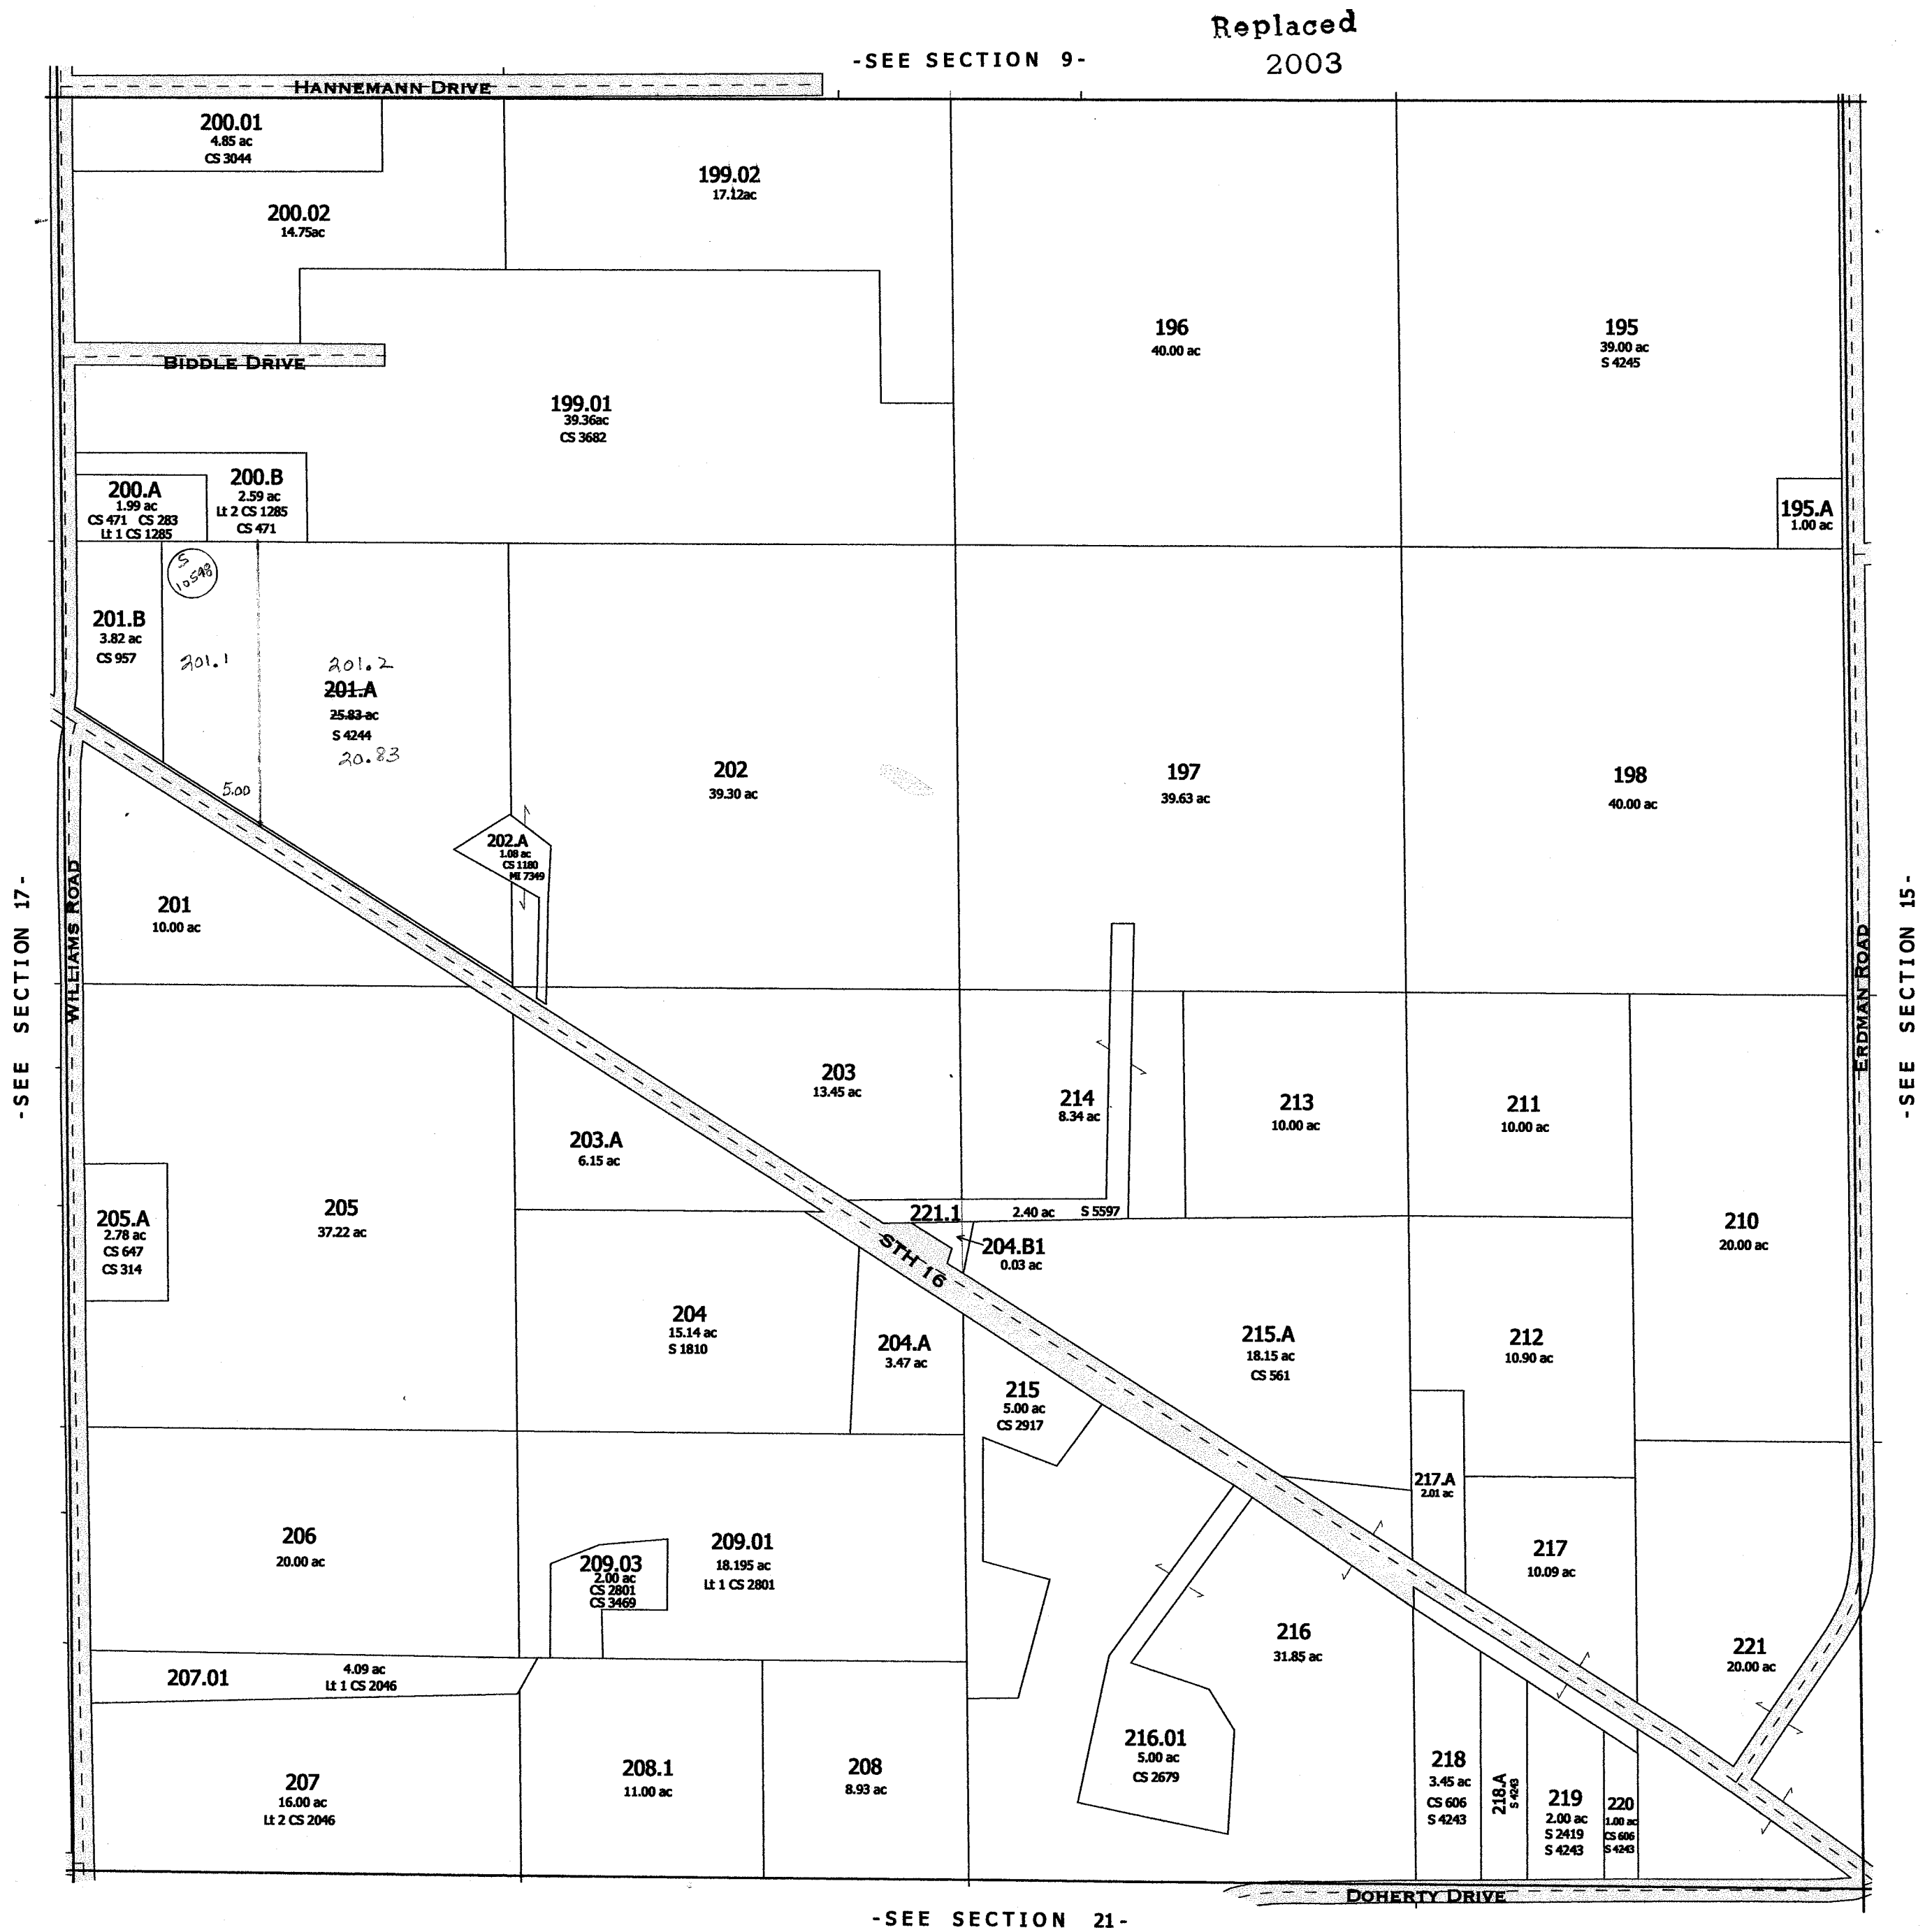 Replaced
2003
-SEE SECTION 9-
HANNEMANN DRIVE
200.01
4.85 ac
CS 3044
199.02
17.12ac
200.02
14.75ac
196
40.00 ac
195
39.00 ac
S 4245
BIDDLE DRIVE
199.01
39.36ac
CS 3682
200.A
1.99 ac
CS 471 CS 283
Lt 1 CS 1285
200.B
2.59 ac
Lt 2 CS 1285
CS 471
195.A
1.00 ac
S
10598
201.B
3.82 ac
CS 957
201.1
5.00
201.2
201.A
25.83 ac
S 4244
20.83
202
39.30 ac
197
39.63 ac
198
40.00 ac
202.A
1.08 ac
CS 1180
MI 7349
201
10.00 ac
-SEE SECTION 17-
WILLIAMS ROAD
ERDMAN ROAD
-SEE SECTION 15-
203
13.45 ac
214
8.34 ac
213
10.00 ac
211
10.00 ac
203.A
6.15 ac
205.A
2.78 ac
CS 647
CS 314
205
37.22 ac
221.1
2.40 ac S 5597
210
20.00 ac
STH 16
204.B1
0.03 ac
204
15.14 ac
S 1810
204.A
3.47 ac
215.A
18.15 ac
CS 561
212
10.90 ac
215
5.00 ac
CS 2917
217.A
2.01 ac
206
20.00 ac
209.03
2.00 ac
CS 2801
CS 3469
209.01
18.195 ac
Lt 1 CS 2801
217
10.09 ac
216
31.85 ac
221
20.00 ac
207.01
4.09 ac
Lt 1 CS 2046
216.01
5.00 ac
CS 2679
207
16.00 ac
Lt 2 CS 2046
208.1
11.00 ac
208
8.93 ac
218
3.45 ac
CS 606
S 4243
218.A
S 4243
219
2.00 ac
S 2419
S 4243
220
1.00 ac
CS 606
S 4243
DOHERTY DRIVE
-SEE SECTION 21-